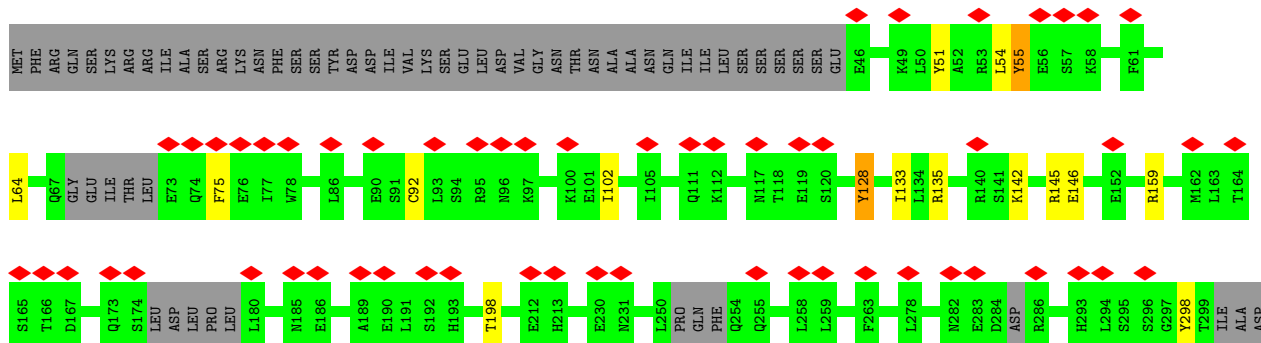 MET PHE ARG GLN SER LYS ARG ARG ILE ALA SER ARG LYS ASN PHE SER SER TYR ASP ASP ILE VAL LYS SER GLU LEU ASP VAL GLY ASN THR ASN ALA ALA ASN GLN ILE ILE LEU SER SER SER SER SER GLU E46 K49 L50 Y51 A52 R53 L54 Y55 E56 S57 K58 F61
L64 Q67 GLY GLU ILE THR LEU E73 Q74 F75 E76 I77 W78 L86 E90 S91 C92 L93 S94 R95 N96 K97 K100 E101 I102 I105 Q111 K112 N117 T118 E119 S120 Y128 I133 L134 R135 R140 S141 K142 R145 E146 E152 R159 M162 L163 T164
S165 T166 D167 Q173 S174 LEU ASP LEU PRO LEU L180 N185 E186 A189 E190 L191 S192 H193 T198 E212 H213 E230 N231 L250 PRO GLN PHE Q254 Q255 L258 L259 F263 L278 N282 E283 D284 ASP R286 H293 L294 S295 S296 G297 Y298 T299 ILE ALA ASP